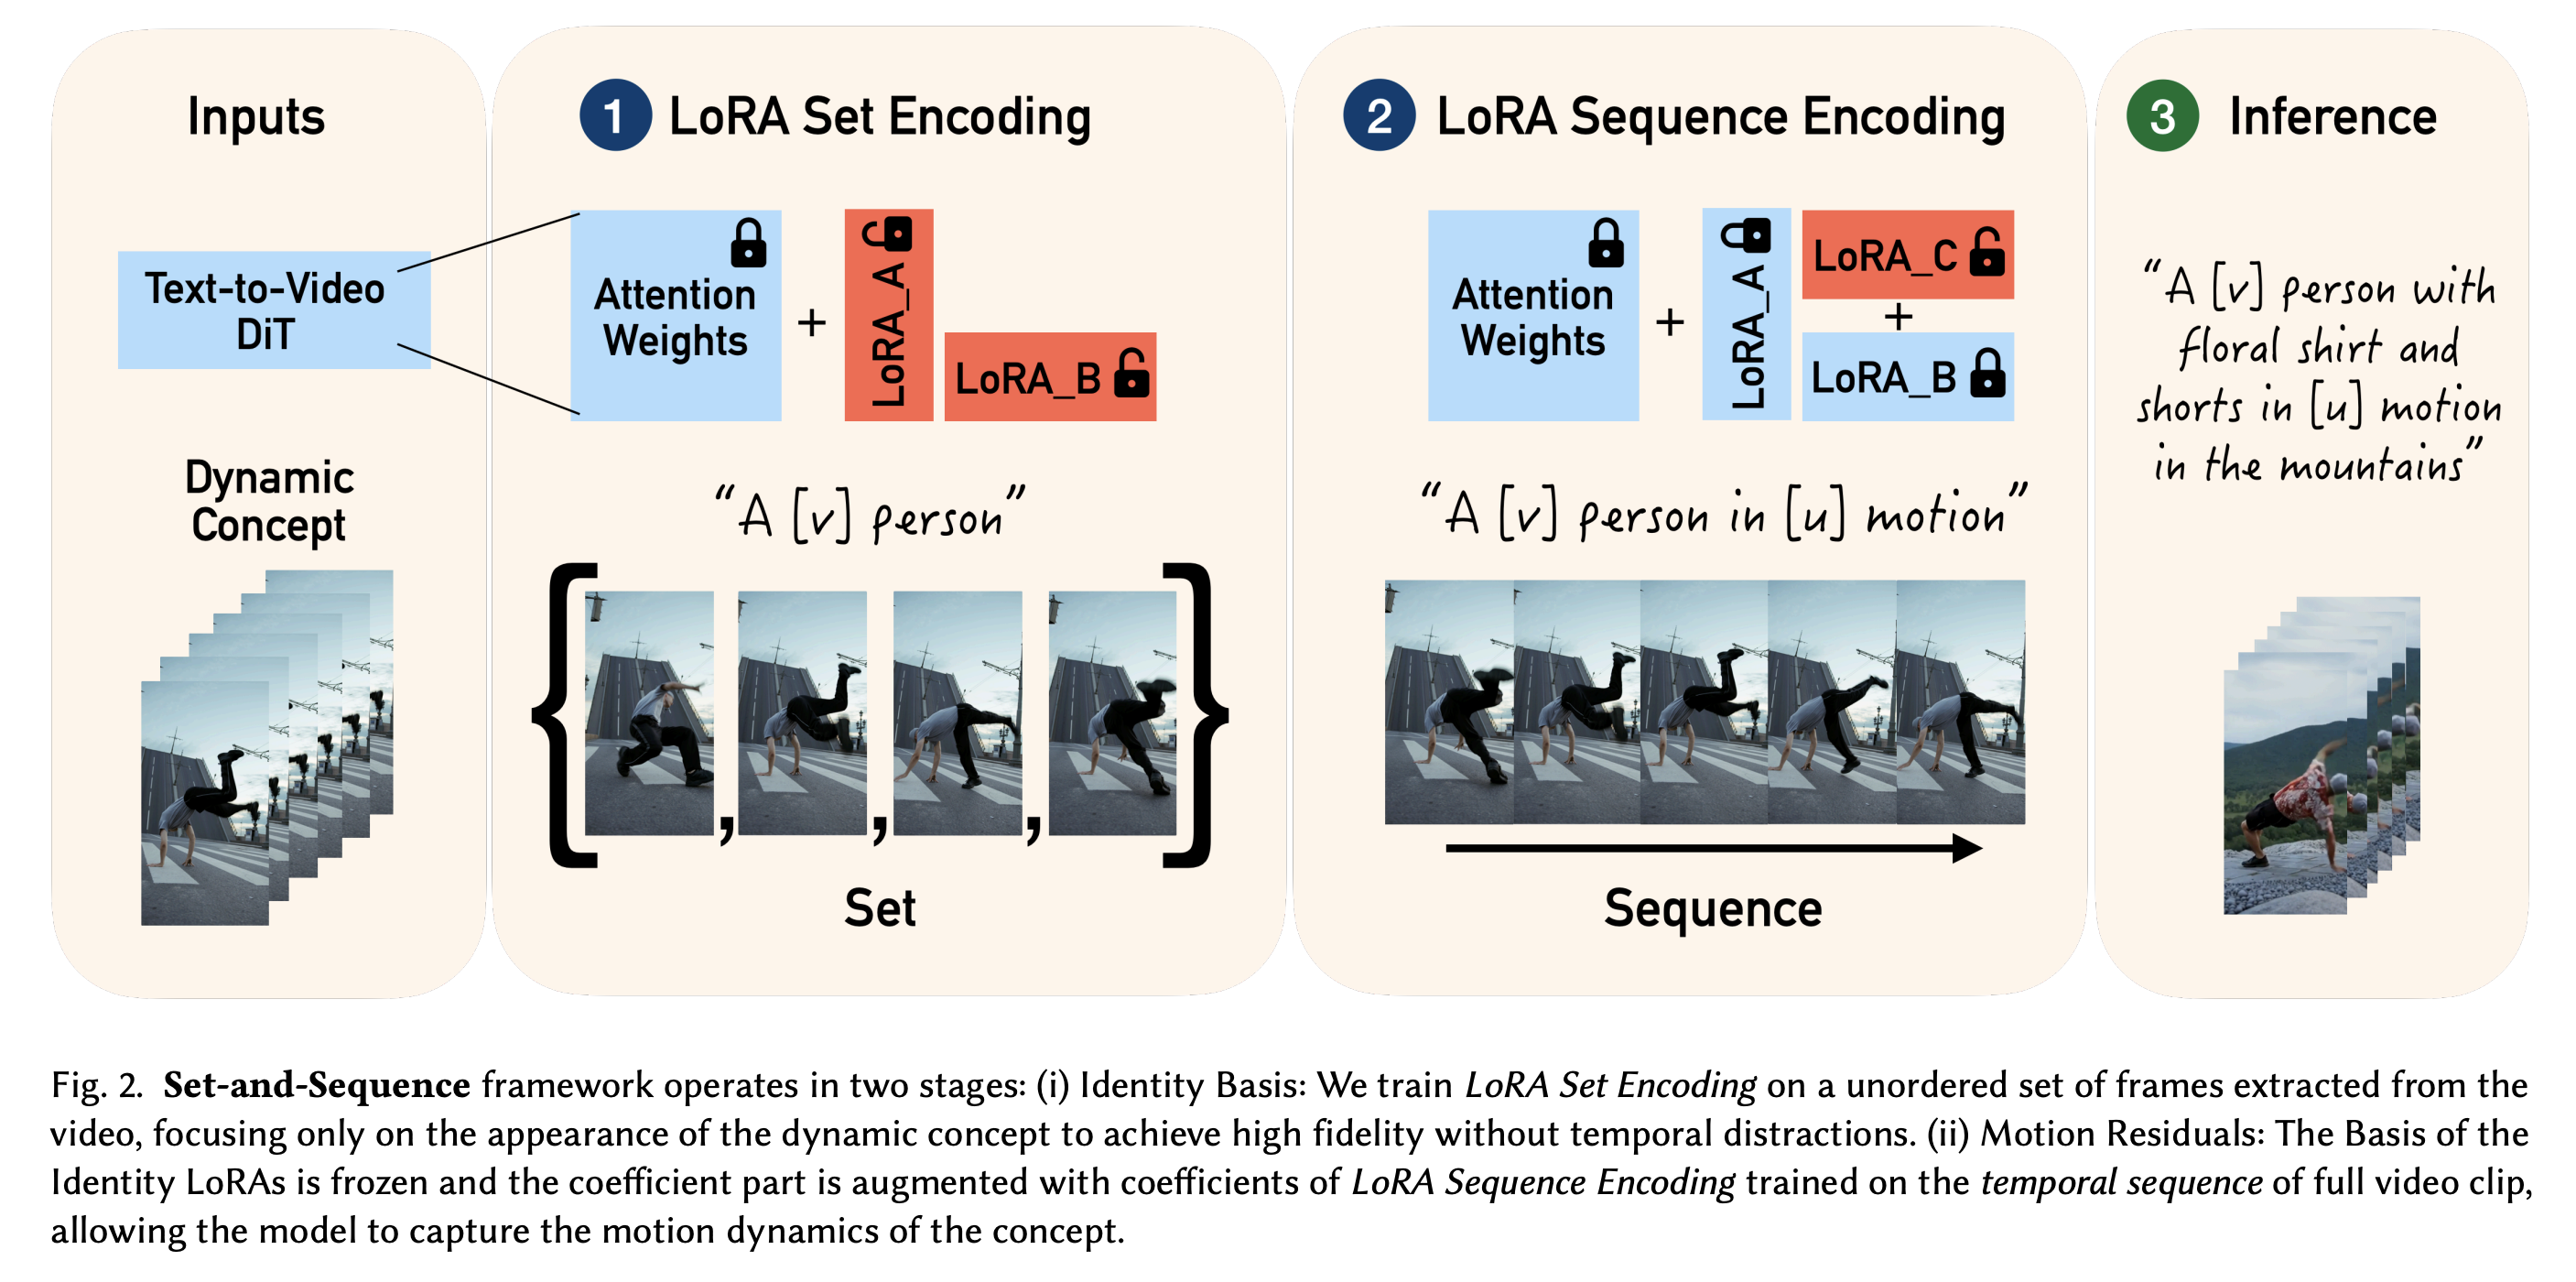 Inputs
Text-to-Video
DiT
Dynamic
Concept
1 LoRA Set Encoding
Attention
Weights
+
LoRA_A
LoRA_B
“A [v] person”
{ , , , }
Set
2 LoRA Sequence Encoding
Attention
Weights
+
LoRA_A
LoRA_C
+
LoRA_B
“A [v] person in [u] motion”
Sequence
3 Inference
“A [v] person with
floral shirt and
shorts in [u] motion
in the mountains”
Fig. 2. Set-and-Sequence framework operates in two stages: (i) Identity Basis: We train LoRA Set Encoding on a unordered set of frames extracted from the
video, focusing only on the appearance of the dynamic concept to achieve high fidelity without temporal distractions. (ii) Motion Residuals: The Basis of the
Identity LoRAs is frozen and the coefficient part is augmented with coefficients of LoRA Sequence Encoding trained on the temporal sequence of full video clip,
allowing the model to capture the motion dynamics of the concept.